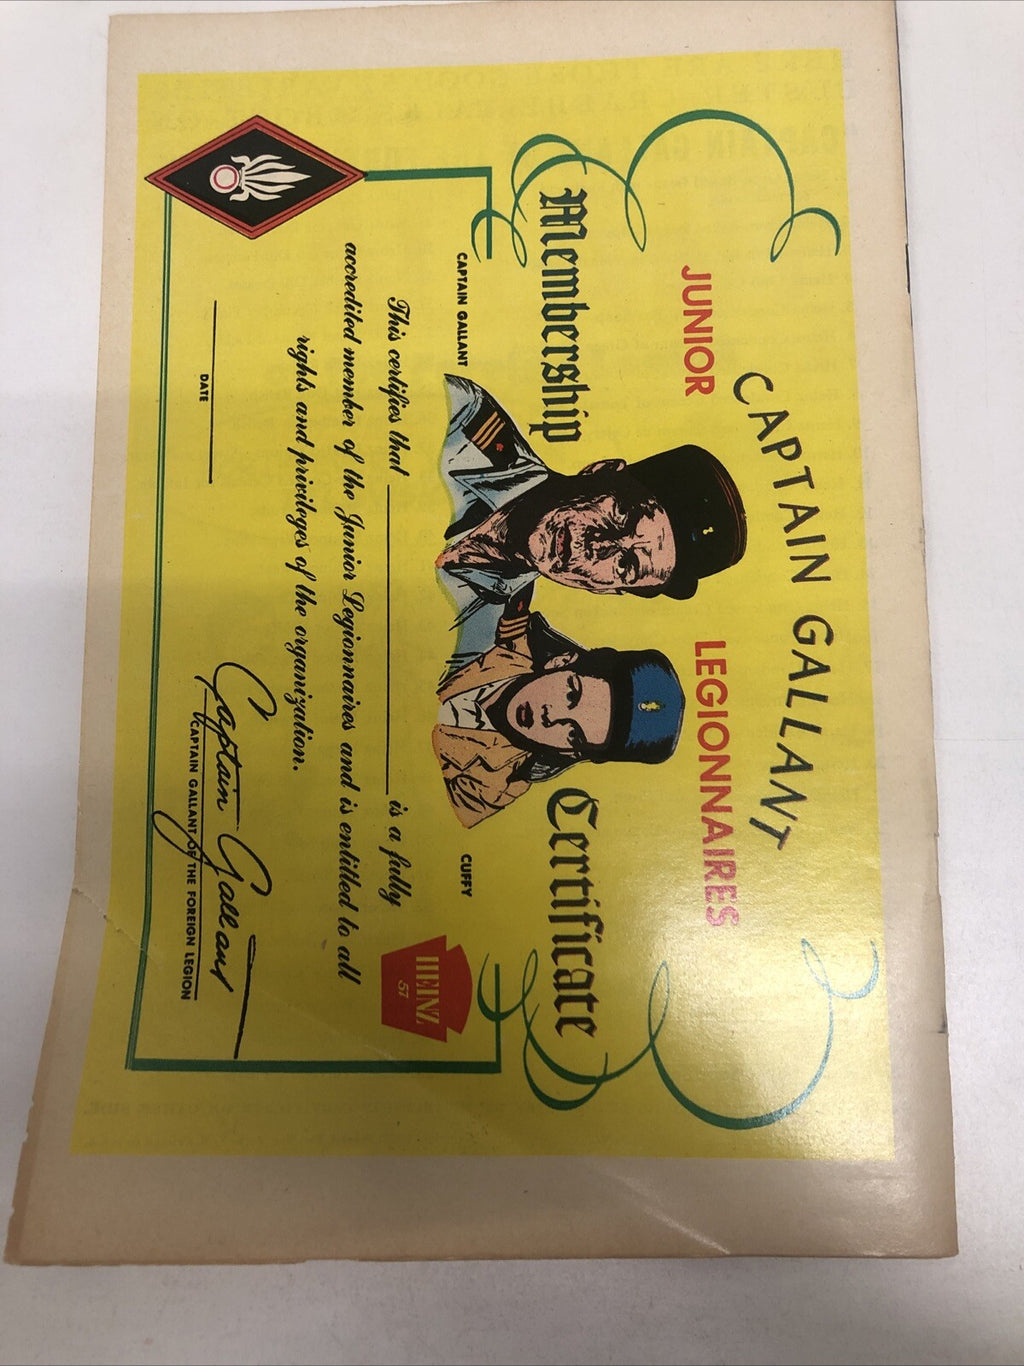 CAPTAIN GALLANT
JUNIOR LEGIONNAIRES
Membership Certificate
CAPTAIN GALLANT
CUFFY
This certifies that is a fully
accredited member of the Junior Legionnaires and is entitled to all
rights and privileges of the organization.
HEINZ
57
DATE
Captain Gallant
CAPTAIN GALLANT OF THE FOREIGN LEGION